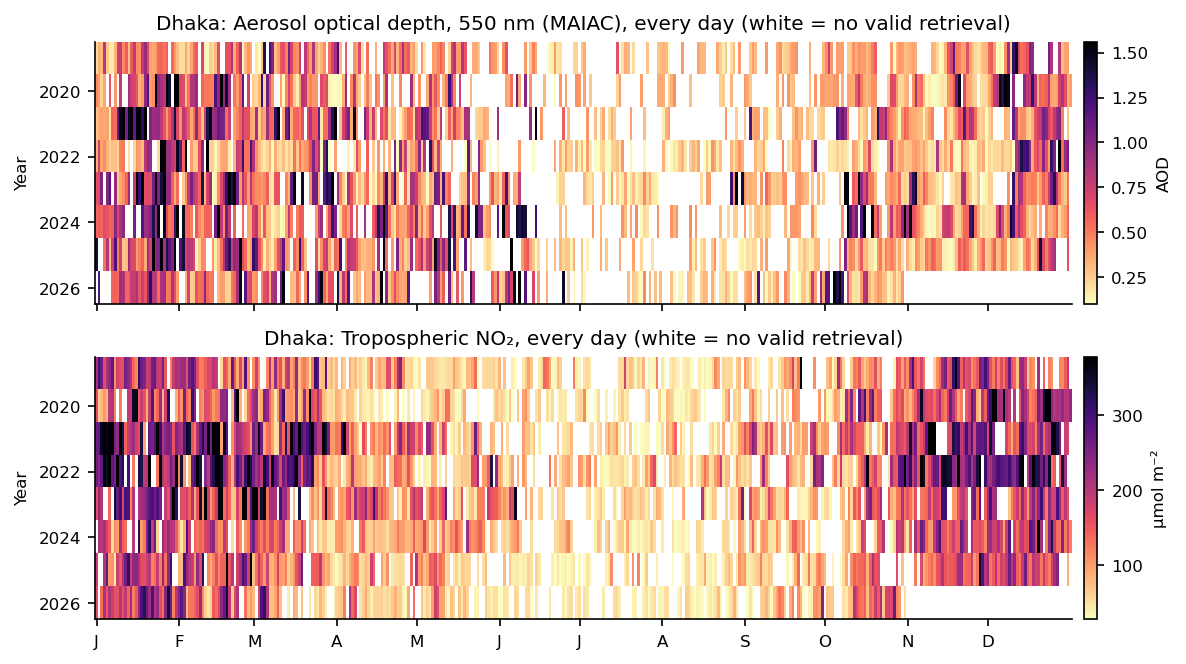 Dhaka: Aerosol optical depth, 550 nm (MAIAC), every day (white = no valid retrieval)
Year
2020
2022
2024
2026
1.50
1.25
1.00
0.75
0.50
0.25
AOD
Dhaka: Tropospheric NO₂, every day (white = no valid retrieval)
Year
2020
2022
2024
2026
J F M A M J J A S O N D
300
200
100
µmol m⁻²